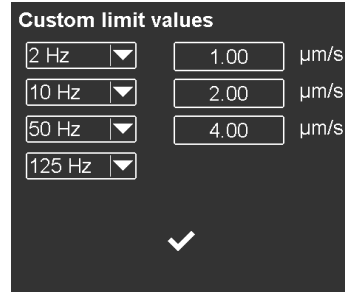 Custom limit values
2 Hz 1.00 µm/s
10 Hz 2.00 µm/s
50 Hz 4.00 µm/s
125 Hz